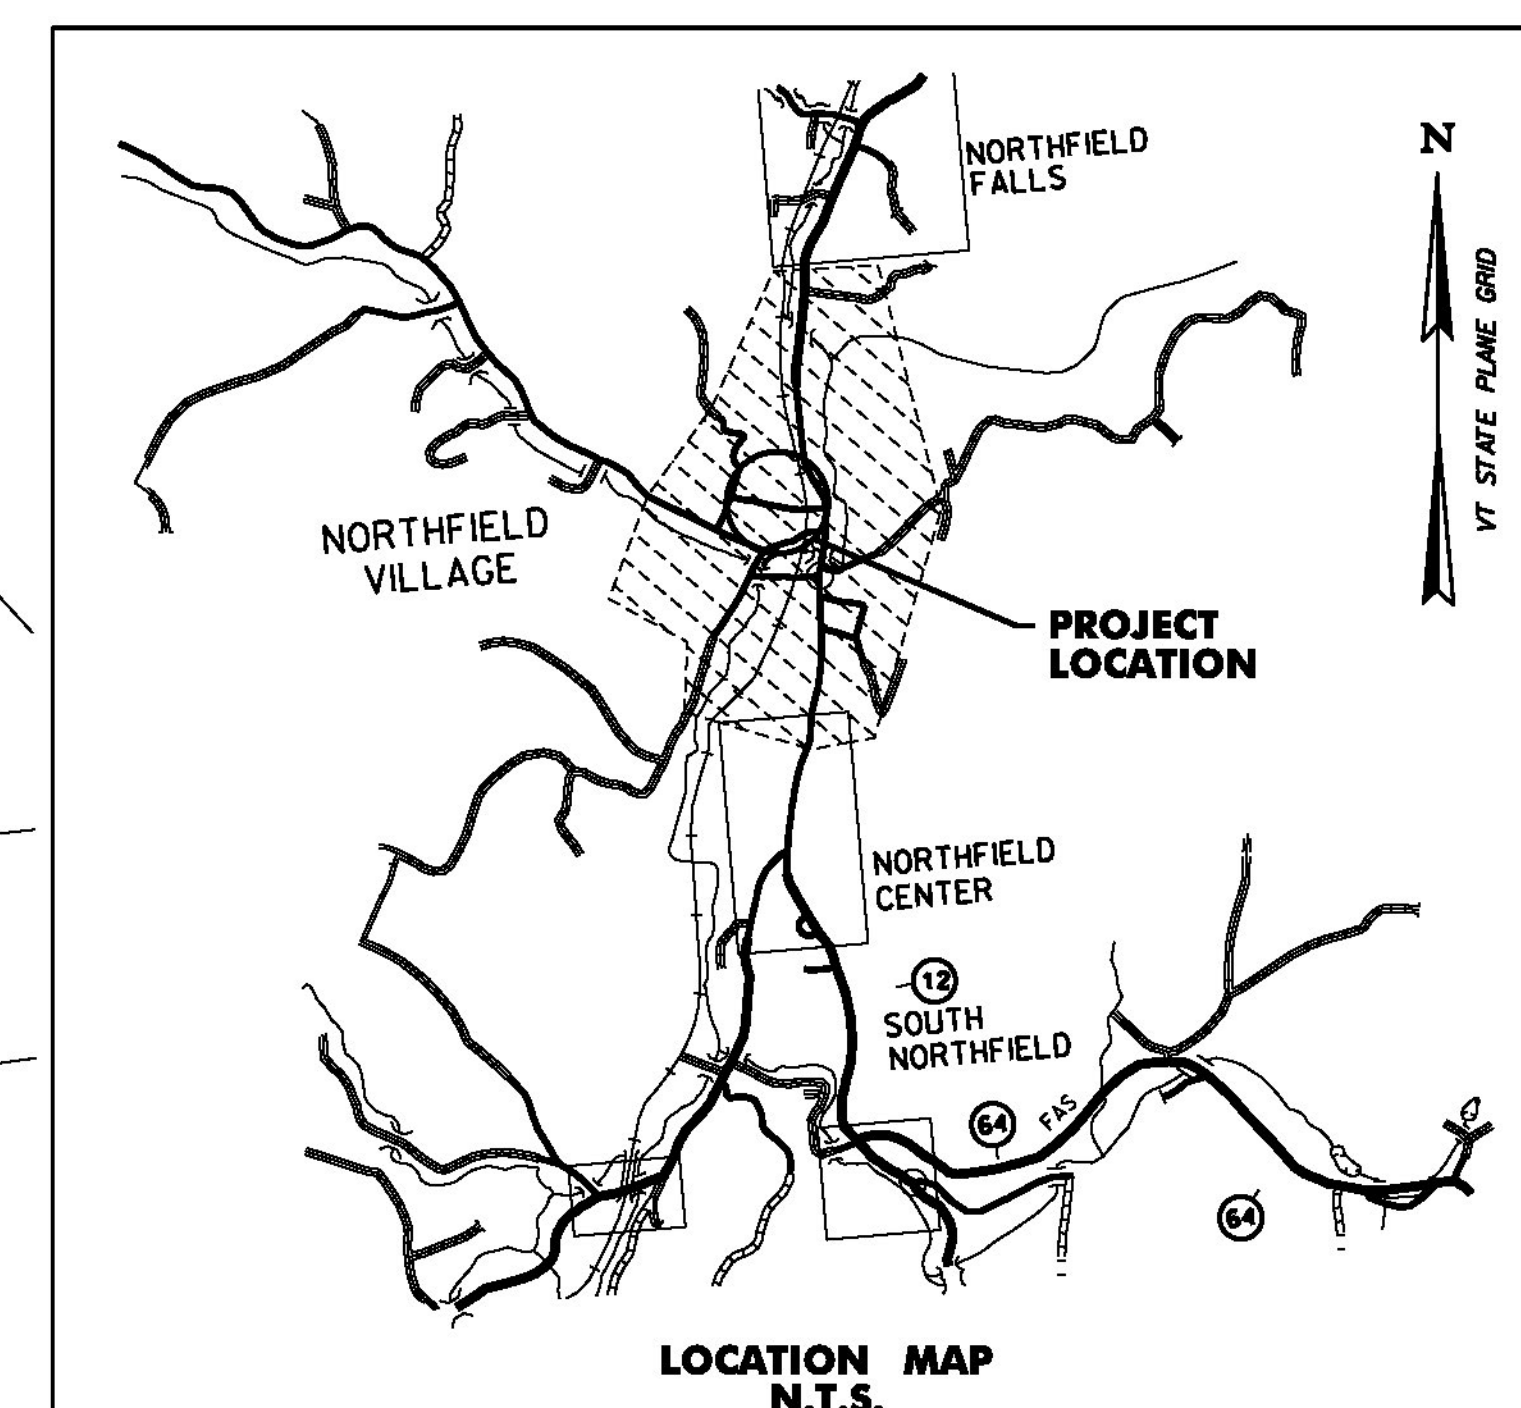 NORTHFIELD
FALLS
N
VT STATE PLANE GRID
NORTHFIELD
VILLAGE
PROJECT
LOCATION
NORTHFIELD
CENTER
12
SOUTH
NORTHFIELD
64
FAS
64
LOCATION MAP
N.T.S.